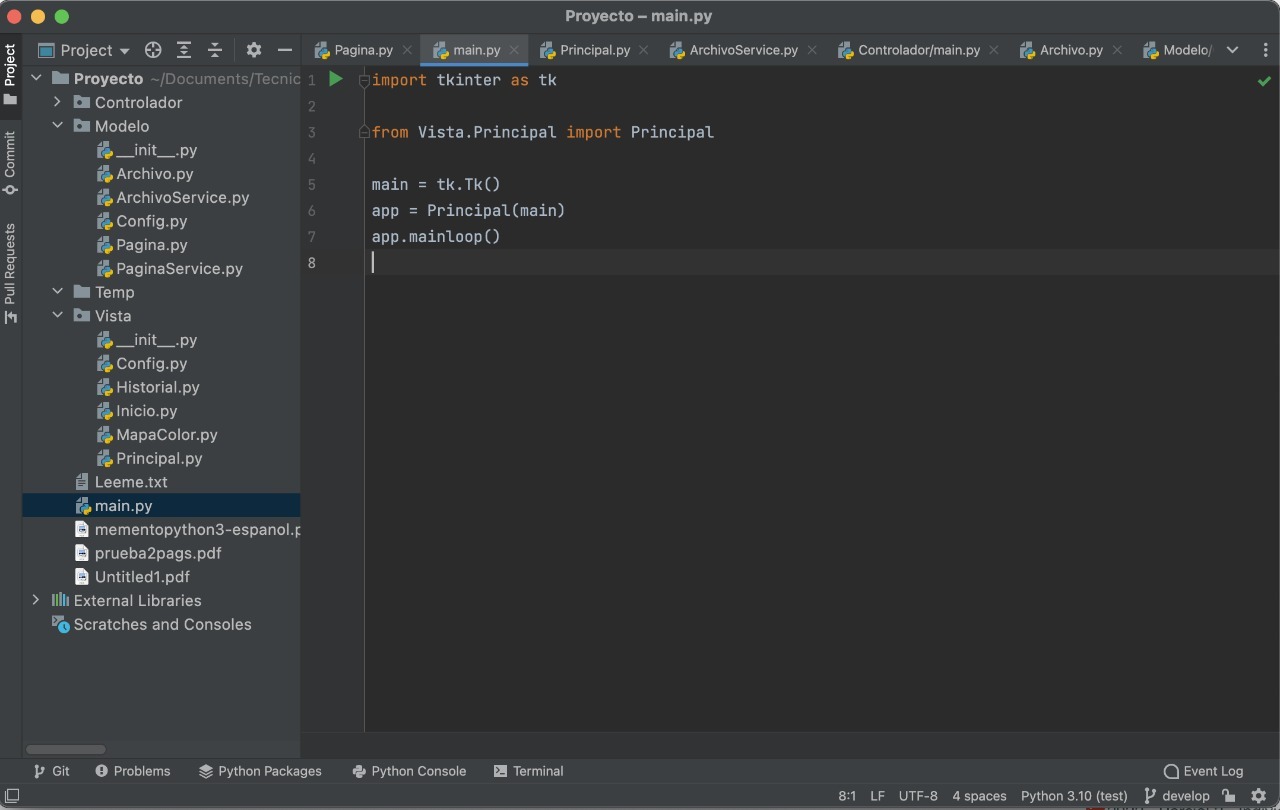 Proyecto – main.py
Project
Pagina.py
main.py
Principal.py
ArchivoService.py
Controlador/main.py
Archivo.py
Modelo/
Project
Commit
Pull Requests
Proyecto ~/Documents/Tecnic
Controlador
Modelo
__init__.py
Archivo.py
ArchivoService.py
Config.py
Pagina.py
PaginaService.py
Temp
Vista
__init__.py
Config.py
Historial.py
Inicio.py
MapaColor.py
Principal.py
Leeme.txt
main.py
mementopython3-espanol.p
prueba2pags.pdf
Untitled1.pdf
External Libraries
Scratches and Consoles
1 import tkinter as tk
2
3 from Vista.Principal import Principal
4
5 main = tk.Tk()
6 app = Principal(main)
7 app.mainloop()
8
Git
Problems
Python Packages
Python Console
Terminal
Event Log
8:1 LF UTF-8 4 spaces Python 3.10 (test) develop